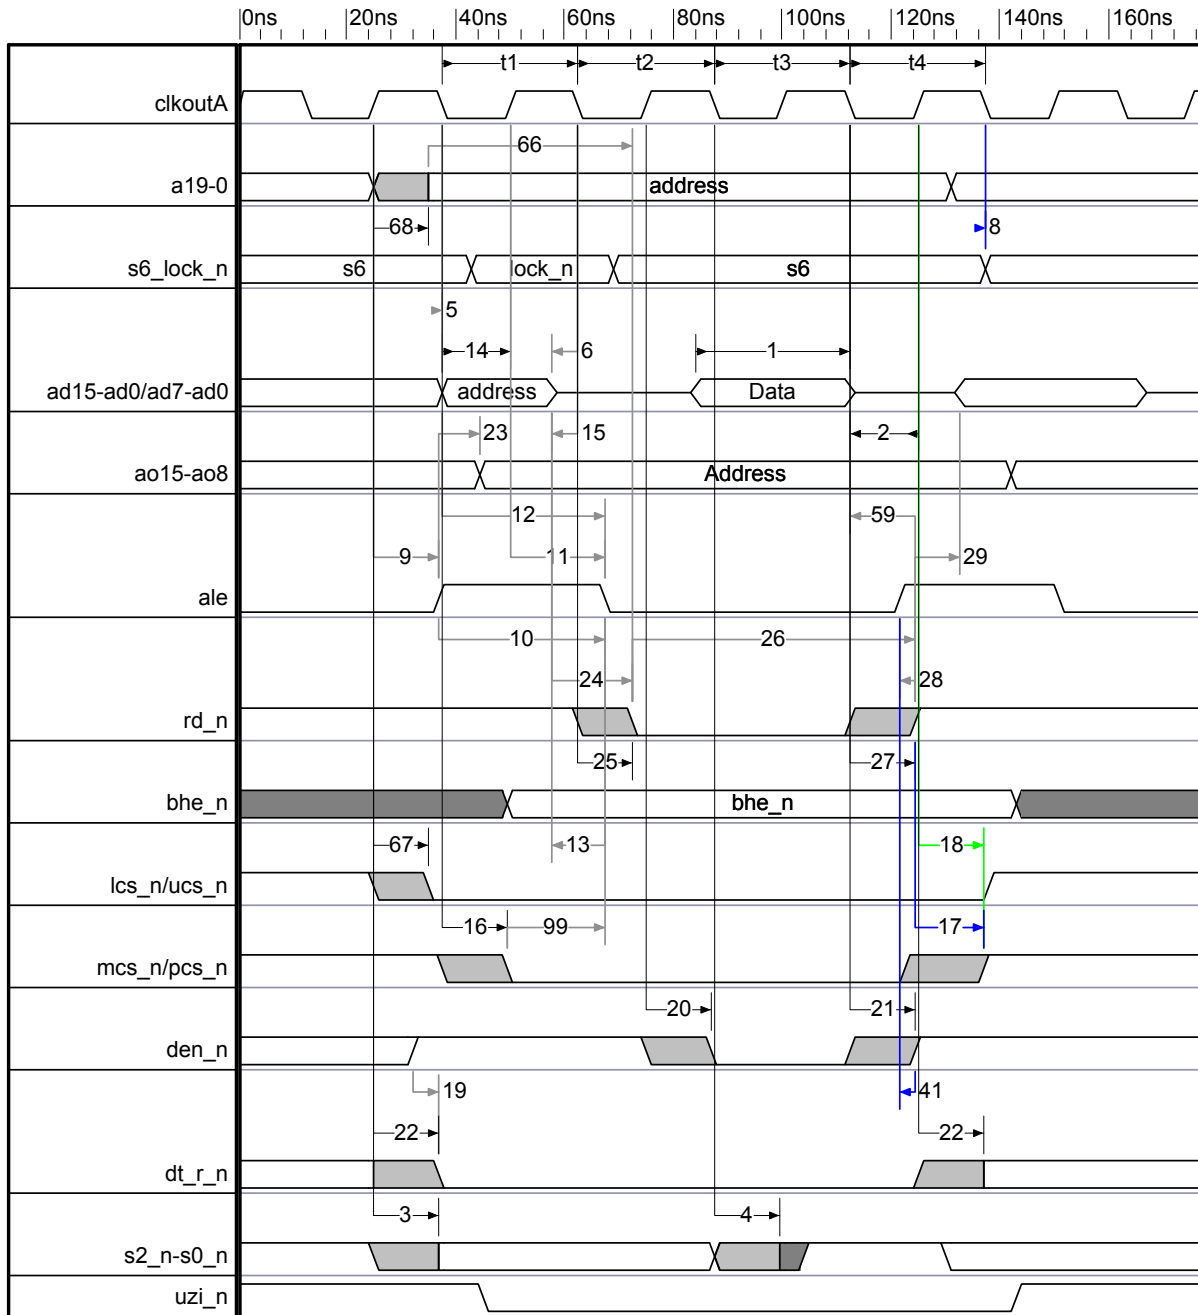 0ns 20ns 40ns 60ns 80ns 100ns 120ns 140ns 160ns
t1 t2 t3 t4
clkoutA
66
a19-0 address
68 8
s6_lock_n s6 lock_n s6
5
14 6 1
ad15-ad0/ad7-ad0 address Data
23 15 2
ao15-ao8 Address
12 59
9 11 29
ale
10 26
24 28
rd_n
25 27
bhe_n bhe_n
67 13 18
lcs_n/ucs_n
16 99 17
mcs_n/pcs_n
20 21
den_n
19 41
22 22
dt_r_n
3 4
s2_n-s0_n
uzi_n